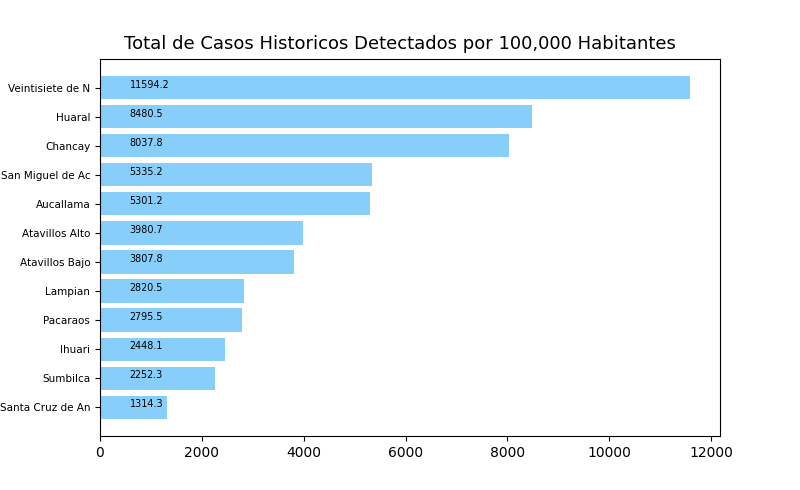 Total de Casos Historicos Detectados por 100,000 Habitantes
Veintisiete de N 11594.2
Huaral 8480.5
Chancay 8037.8
San Miguel de Ac 5335.2
Aucallama 5301.2
Atavillos Alto 3980.7
Atavillos Bajo 3807.8
Lampian 2820.5
Pacaraos 2795.5
Ihuari 2448.1
Sumbilca 2252.3
Santa Cruz de An 1314.3
0 2000 4000 6000 8000 10000 12000